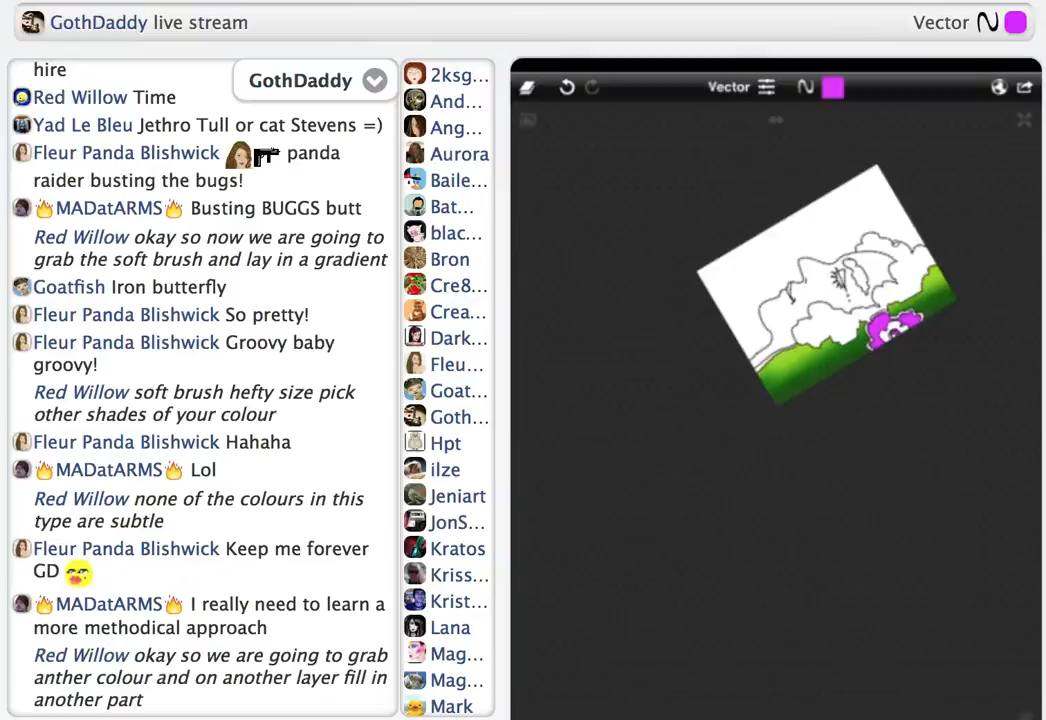 GothDaddy live stream
Vector
hire
GothDaddy
Red Willow Time
Yad Le Bleu Jethro Tull or cat Stevens =)
Fleur Panda Blishwick panda
raider busting the bugs!
🔥MADatARMS🔥 Busting BUGGS butt
Red Willow okay so now we are going to
grab the soft brush and lay in a gradient
Goatfish Iron butterfly
Fleur Panda Blishwick So pretty!
Fleur Panda Blishwick Groovy baby
groovy!
Red Willow soft brush hefty size pick
other shades of your colour
Fleur Panda Blishwick Hahaha
🔥MADatARMS🔥 Lol
Red Willow none of the colours in this
type are subtle
Fleur Panda Blishwick Keep me forever
GD
🔥MADatARMS🔥 I really need to learn a
more methodical approach
Red Willow okay so we are going to grab
anther colour and on another layer fill in
another part
2ksg...
And...
Ang...
Aurora
Baile...
Bat...
blac...
Bron
Cre8...
Crea...
Dark...
Fleu...
Goat...
Goth...
Hpt
ilze
Jeniart
JonS...
Kratos
Kriss...
Krist...
Lana
Mag...
Mag...
Mark
Vector